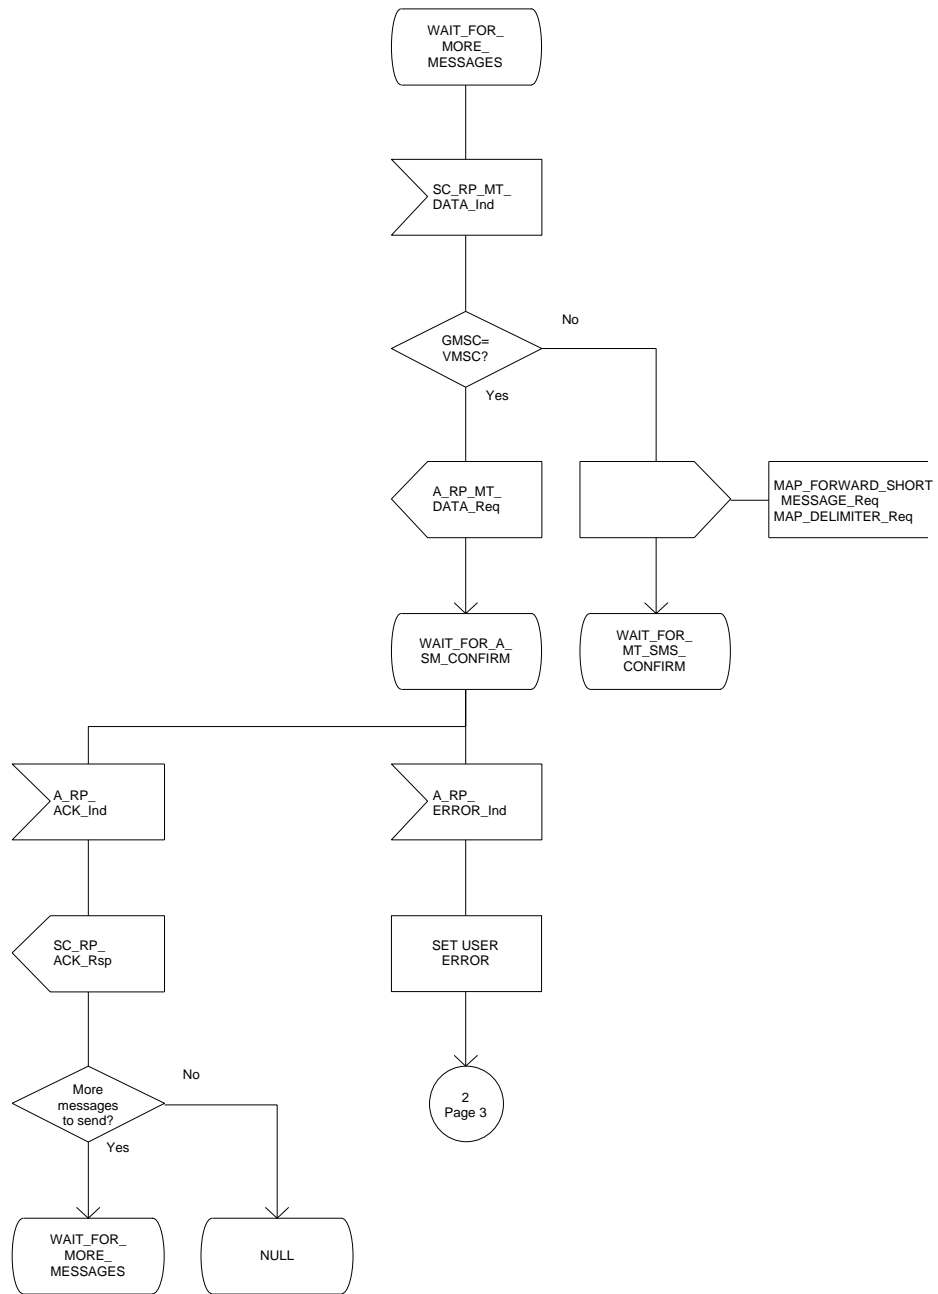 WAIT_FOR_
MORE_
MESSAGES
SC_RP_MT_
DATA_Ind
GMSC=
VMSC?
No
Yes
A_RP_MT_
DATA_Req
MAP_FORWARD_SHORT
MESSAGE_Req
MAP_DELIMITER_Req
WAIT_FOR_A_
SM_CONFIRM
WAIT_FOR_
MT_SMS_
CONFIRM
A_RP_
ACK_Ind
A_RP_
ERROR_Ind
SC_RP_
ACK_Rsp
SET USER
ERROR
More
messages
to send?
No
Yes
2
Page 3
WAIT_FOR_
MORE_
MESSAGES
NULL